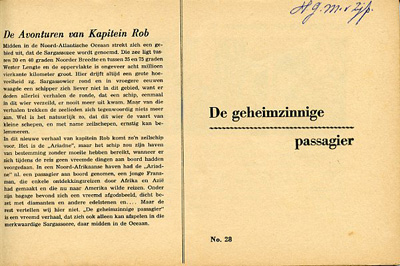 De Avonturen van Kapitein Rob
Midden in de Noord-Atlantische Oceaan strekt zich een ge-
bied uit, dat de Sargassozee wordt genoemd. Die zee ligt tus-
sen 20 en 40 graden Noorder Breedte en tussen 35 en 75 graden
Wester Lengte en de oppervlakte is ongeveer acht millioen
vierkante kilometer groot. Hier drijft altijd een grote hoe-
veelheid zg. Sargassowier rond en in vroegere eeuwen
waagde een schipper zich liever niet in dit gebied, want er
deden allerlei verhalen de ronde, dat een schip, eenmaal
in dit wier verzeild, er nooit meer uit kwam. Maar van die
verhalen trekken de zeelieden zich tegenwoordig niets meer
aan. Wel is het natuurlijk zo, dat dit wier de vaart van
kleine schepen, en met name zeilschepen, ernstig kan be-
lemmeren.
In dit nieuwe verhaal van kapitein Rob komt zo'n zeilschip
voor. Het is de „Ariadne”, maar het schip zou zijn haven
van bestemming zonder moeite hebben bereikt, wanneer er
zich tijdens de reis geen vreemde dingen aan boord hadden
voorgedaan. In een Noord-Afrikaanse haven had de „Ariad-
ne” nl. een passagier aan boord genomen, een jonge Frans-
man, die enkele ontdekkingsreizen door Afrika en Azië
had gemaakt en die nu naar Amerika wilde reizen. Onder
zijn bagage bevond zich een vreemd afgodsbeeld, dicht be-
zet met diamanten en andere edelstenen en.... Maar de
rest vertellen wij hier niet. „De geheimzinnige passagier”
is een vreemd verhaal, dat zich ook alleen kan afspelen in die
merkwaardige Sargassozee, daar midden in de Oceaan.
De geheimzinnige
passagier
No. 28